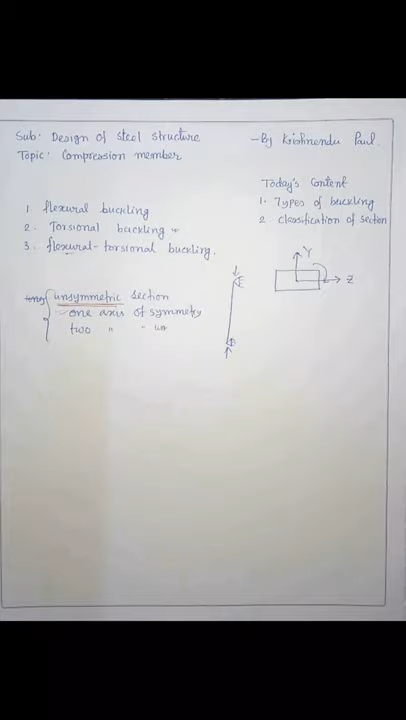 Sub: Design of steel structure
-By Krishnendu Paul.
Topic: Compression member
Today's Content
1. Types of buckling
2. Classification of section
1. flexural buckling
2. Torsional buckling
3. flexural-torsional buckling.
Y
Z
unsymmetric section
one axis of symmetry
two " "